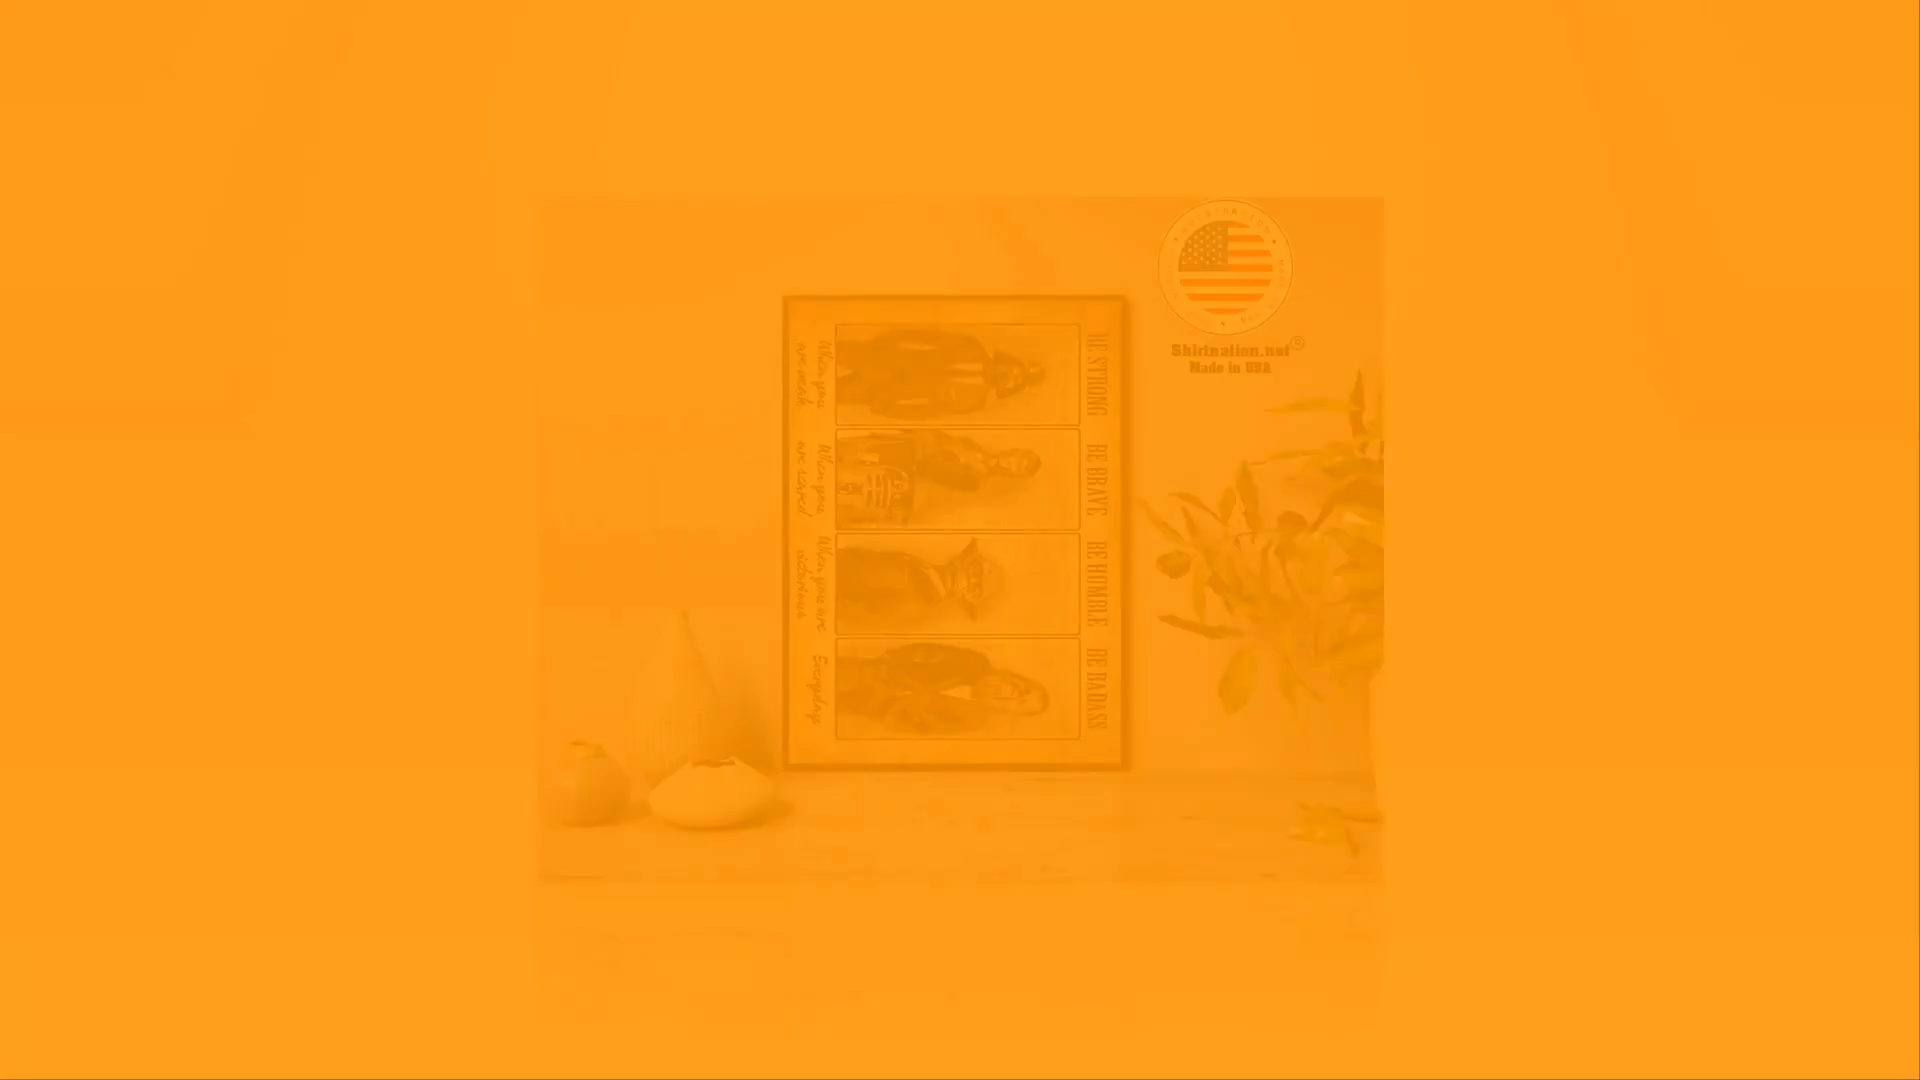 BE STRONG
When you
are weak
BE BRAVE
When you
are scared
BE HUMBLE
When you are
victorious
BE BADASS
Everyday
Shirtnation.net®
Made in USA